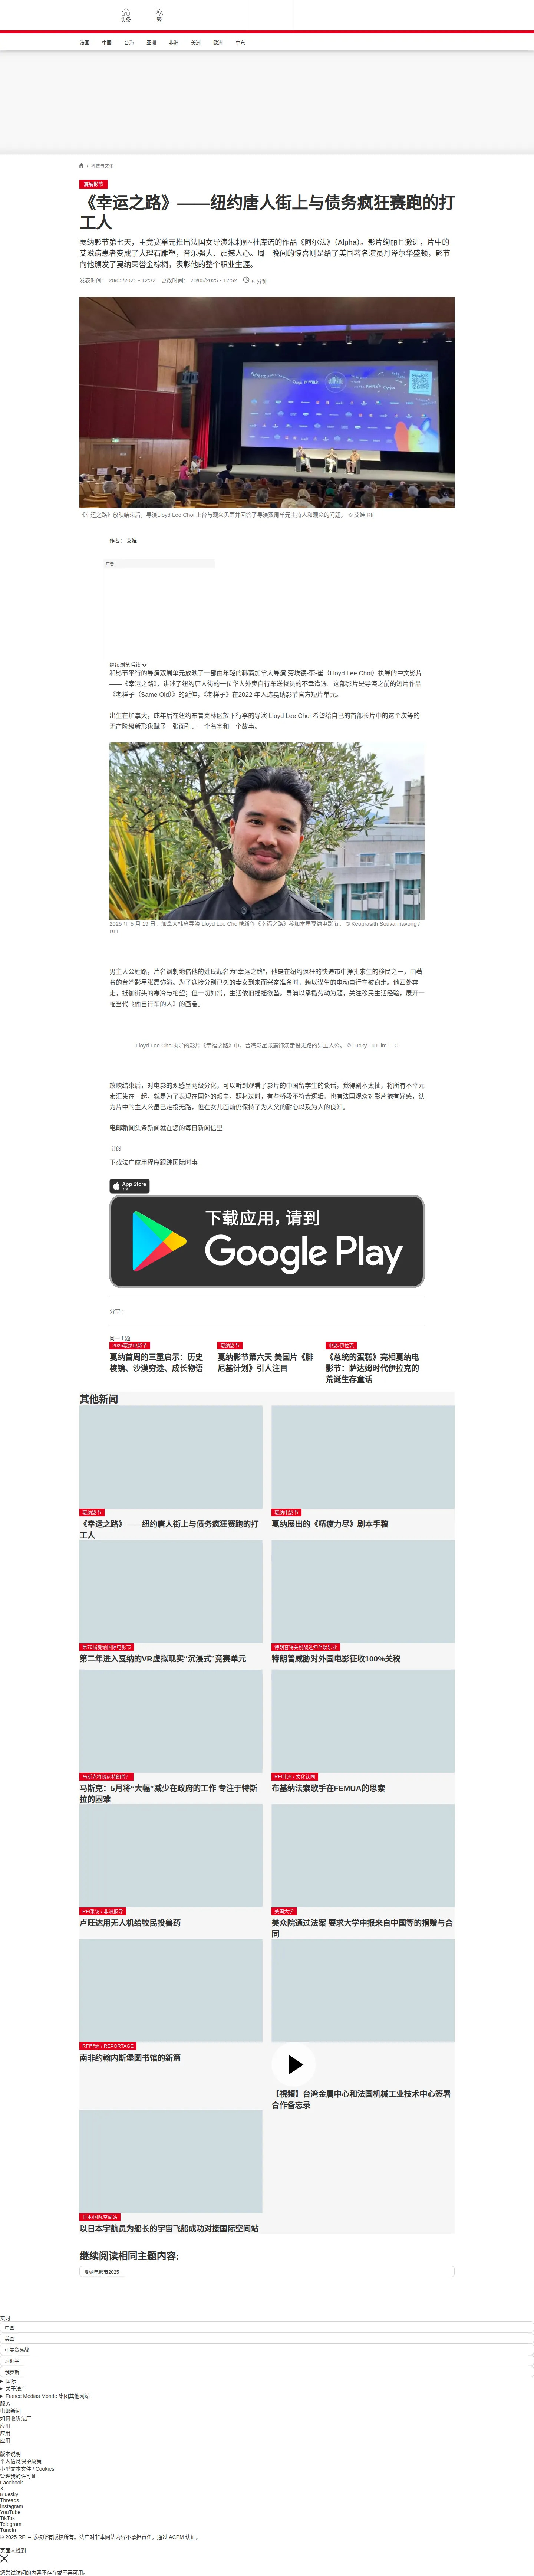 头条
繁
法国
中国
台海
亚洲
非洲
美洲
欧洲
中东
/ 科技与文化
戛纳影节
《幸运之路》——纽约唐人街上与债务疯狂赛跑的打
工人
戛纳影节第七天，主竞赛单元推出法国女导演朱莉娅-杜库诺的作品《阿尔法》（Alpha）。影片绚丽且激进，片中的
艾滋病患者变成了大理石雕塑，音乐强大、震撼人心。周一晚间的惊喜则是给了美国著名演员丹泽尔华盛顿，影节
向他颁发了戛纳荣誉金棕榈，表彰他的整个职业生涯。
发表时间： 20/05/2025 - 12:32 更改时间： 20/05/2025 - 12:52 5 分钟
《幸运之路》放映结束后，导演Lloyd Lee Choi 上台与观众见面并回答了导演双周单元主持人和观众的问题。 © 艾娃 Rfi
作者： 艾娃
广告
继续浏览后续
和影节平行的导演双周单元放映了一部由年轻的韩裔加拿大导演 劳埃德-季-崔（Lloyd Lee Choi）执导的中文影片
——《幸运之路》，讲述了纽约唐人街的一位华人外卖自行车送餐员的不幸遭遇。这部影片是导演之前的短片作品
《老样子（Same Old）》的延伸，《老样子》在2022 年入选戛纳影节官方短片单元。
出生在加拿大，成年后在纽约布鲁克林区放下行李的导演 Lloyd Lee Choi 希望给自己的首部长片中的这个次等的
无产阶级新形象赋予一张面孔、一个名字和一个故事。
2025 年 5 月 19 日，加拿大韩裔导演 Lloyd Lee Choi携新作《幸福之路》参加本届戛纳电影节。 © Kèoprasith Souvannavong /
RFI
男主人公姓路，片名讽刺地借他的姓氏起名为“幸运之路”，他是在纽约疯狂的快递市中挣扎求生的移民之一，由著
名的台湾影星张震饰演。为了迎接分别已久的妻女到来而兴奋准备时，赖以谋生的电动自行车被窃走。他四处奔
走，抵御街头的寒冷与绝望；但一切如常，生活依旧摇摇欲坠。导演以承揽劳动为题，关注移民生活经验，展开一
幅当代《偷自行车的人》的画卷。
Lloyd Lee Choi执导的影片《幸福之路》中，台湾影星张震饰演走投无路的男主人公。 © Lucky Lu Film LLC
放映结束后，对电影的观感呈两级分化。可以听到观看了影片的中国留学生的谈话，觉得剧本太扯，将所有不幸元
素汇集在一起，就是为了表现在国外的艰辛，题材过时，有些桥段不符合逻辑。也有法国观众对影片抱有好感，认
为片中的主人公虽已走投无路，但在女儿面前仍保持了为人父的耐心以及为人的良知。
电邮新闻头条新闻就在您的每日新闻信里
订阅
下载法广应用程序跟踪国际时事
App Store
下载
下载应用，请到
Google Play
分享 :
同一主题
2025戛纳电影节
戛纳首周的三重启示：历史
棱镜、沙漠穷途、成长物语
戛纳影节
戛纳影节第六天 美国片《腓
尼基计划》引人注目
电影/伊拉克
《总统的蛋糕》亮相戛纳电
影节：萨达姆时代伊拉克的
荒诞生存童话
其他新闻
戛纳影节
《幸运之路》——纽约唐人街上与债务疯狂赛跑的打
工人
戛纳电影节
戛纳展出的《精疲力尽》剧本手稿
第78届戛纳国际电影节
第二年进入戛纳的VR虚拟现实“沉浸式”竞赛单元
特朗普将关税战延伸至娱乐业
特朗普威胁对外国电影征收100%关税
马斯克将疏远特朗普？
马斯克：5月将“大幅”减少在政府的工作 专注于特斯
拉的困难
RFI非洲 / 文化认同
布基纳法索歌手在FEMUA的思索
RFI采访 / 非洲报导
卢旺达用无人机给牧民投兽药
美国大学
美众院通过法案 要求大学申报来自中国等的捐赠与合
同
RFI非洲 / REPORTAGE
南非约翰内斯堡图书馆的新篇
【视频】台湾金属中心和法国机械工业技术中心签署
合作备忘录
日本/国际空间站
以日本宇航员为船长的宇宙飞船成功对接国际空间站
继续阅读相同主题内容:
戛纳电影节2025
实时
中国
美国
中美贸易战
习近平
俄罗斯
国际
关于法广
France Médias Monde 集团其他网站
服务
电邮新闻
如何收听法广
应用
应用
应用
版本说明
个人信息保护政策
小型文本文件 / Cookies
管理我的许可证
Facebook
X
Bluesky
Threads
Instagram
YouTube
TikTok
Telegram
TuneIn
© 2025 RFI – 版权所有版权所有。法广对非本网站内容不承担责任。通过 ACPM 认证。
页面未找到
您尝试访问的内容不存在或不再可用。